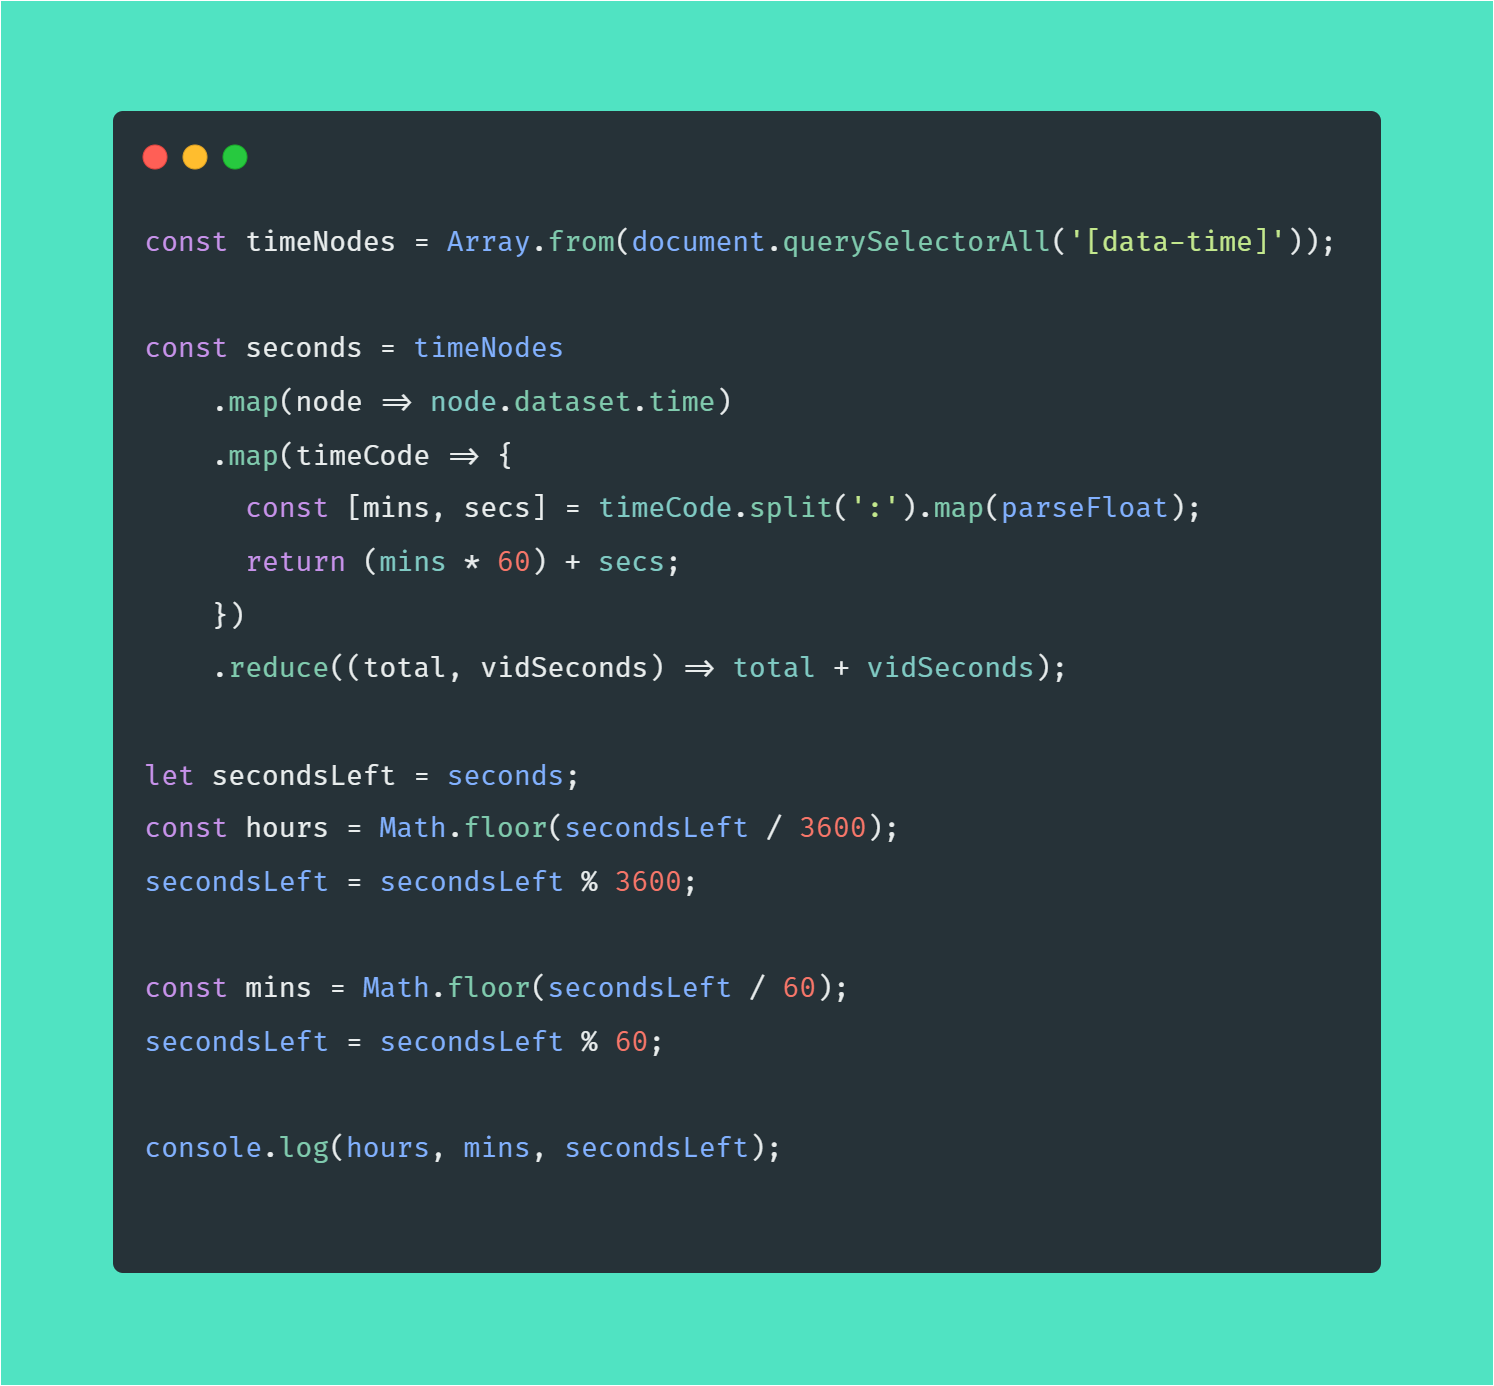 const timeNodes = Array.from(document.querySelectorAll('[data-time]'));
const seconds = timeNodes
.map(node => node.dataset.time)
.map(timeCode => {
const [mins, secs] = timeCode.split(':').map(parseFloat);
return (mins * 60) + secs;
})
.reduce((total, vidSeconds) => total + vidSeconds);
let secondsLeft = seconds;
const hours = Math.floor(secondsLeft / 3600);
secondsLeft = secondsLeft % 3600;
const mins = Math.floor(secondsLeft / 60);
secondsLeft = secondsLeft % 60;
console.log(hours, mins, secondsLeft);